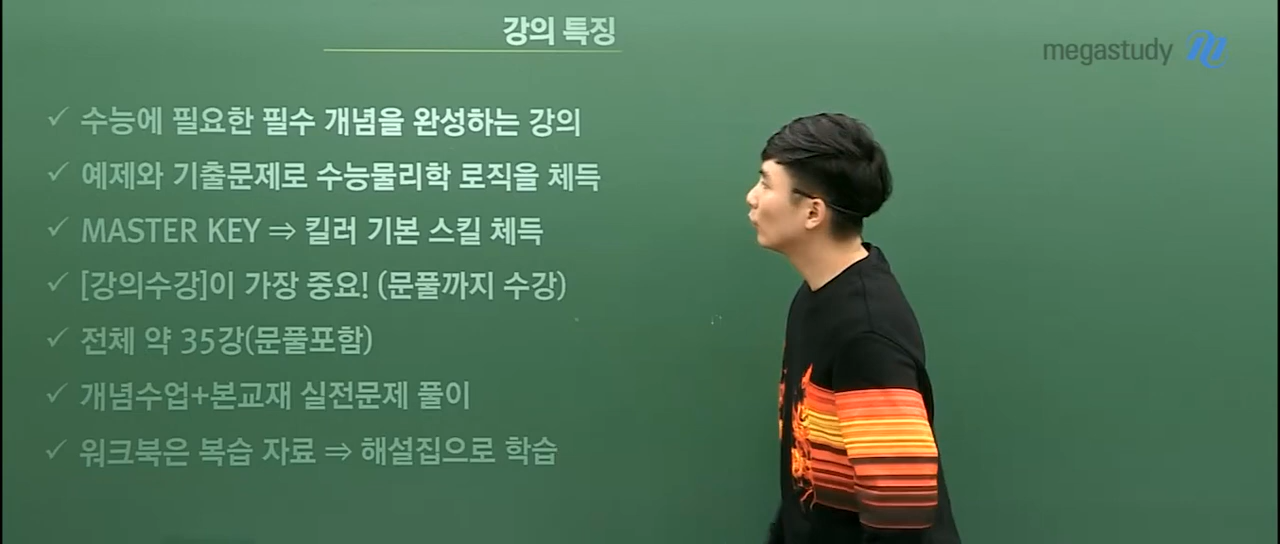 강의 특징
megastudy
✓ 수능에 필요한 필수 개념을 완성하는 강의
✓ 예제와 기출문제로 수능물리학 로직을 체득
✓ MASTER KEY ⇒ 킬러 기본 스킬 체득
✓ [강의수강]이 가장 중요! (문풀까지 수강)
✓ 전체 약 35강(문풀포함)
✓ 개념수업+본교재 실전문제 풀이
✓ 워크북은 복습 자료 ⇒ 해설집으로 학습